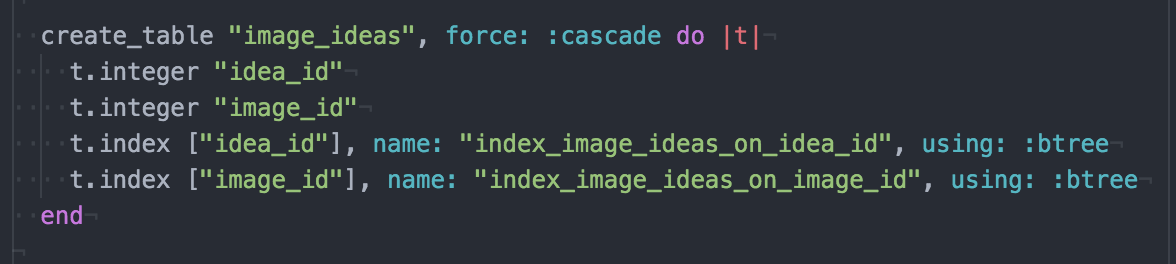 create_table "image_ideas", force: :cascade do |t|
t.integer "idea_id"
t.integer "image_id"
t.index ["idea_id"], name: "index_image_ideas_on_idea_id", using: :btree
t.index ["image_id"], name: "index_image_ideas_on_image_id", using: :btree
end